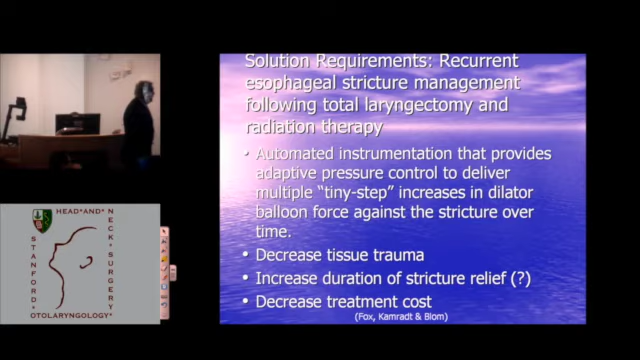 Solution Requirements: Recurrent
esophageal stricture management
following total laryngectomy and
radiation therapy
• Automated instrumentation that provides
adaptive pressure control to deliver
multiple "tiny-step" increases in dilator
balloon force against the stricture over
time.
• Decrease tissue trauma
• Increase duration of stricture relief (?)
• Decrease treatment cost
(Fox, Kamradt & Blom)
STANFORD
HEAD*AND*
NECK*SURGERY
OTOLARYNGOLOGY*